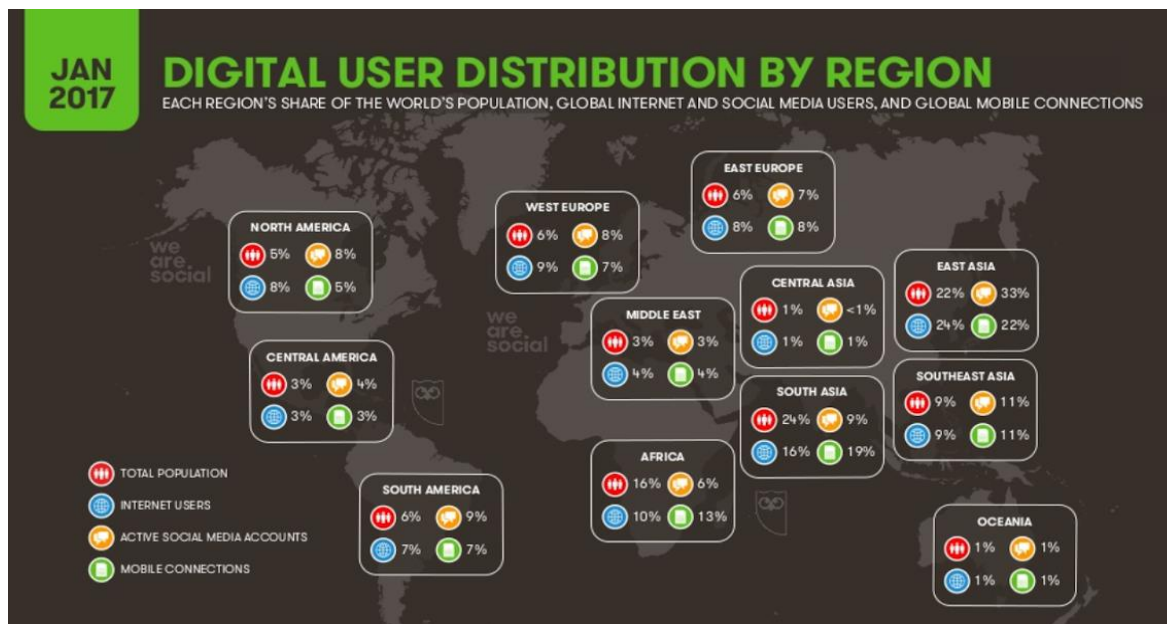 JAN
2017
DIGITAL USER DISTRIBUTION BY REGION
EACH REGION'S SHARE OF THE WORLD'S POPULATION, GLOBAL INTERNET AND SOCIAL MEDIA USERS, AND GLOBAL MOBILE CONNECTIONS
EAST EUROPE
6% 7%
8% 8%
WEST EUROPE
6% 8%
9% 7%
NORTH AMERICA
5% 8%
8% 5%
we
are
social
EAST ASIA
22% 33%
24% 22%
CENTRAL ASIA
1% <1%
1% 1%
MIDDLE EAST
3% 3%
4% 4%
we
are
social
CENTRAL AMERICA
3% 4%
3% 3%
SOUTHEAST ASIA
9% 11%
9% 11%
SOUTH ASIA
24% 9%
16% 19%
AFRICA
16% 6%
10% 13%
SOUTH AMERICA
6% 9%
7% 7%
OCEANIA
1% 1%
1% 1%
TOTAL POPULATION
INTERNET USERS
ACTIVE SOCIAL MEDIA ACCOUNTS
MOBILE CONNECTIONS